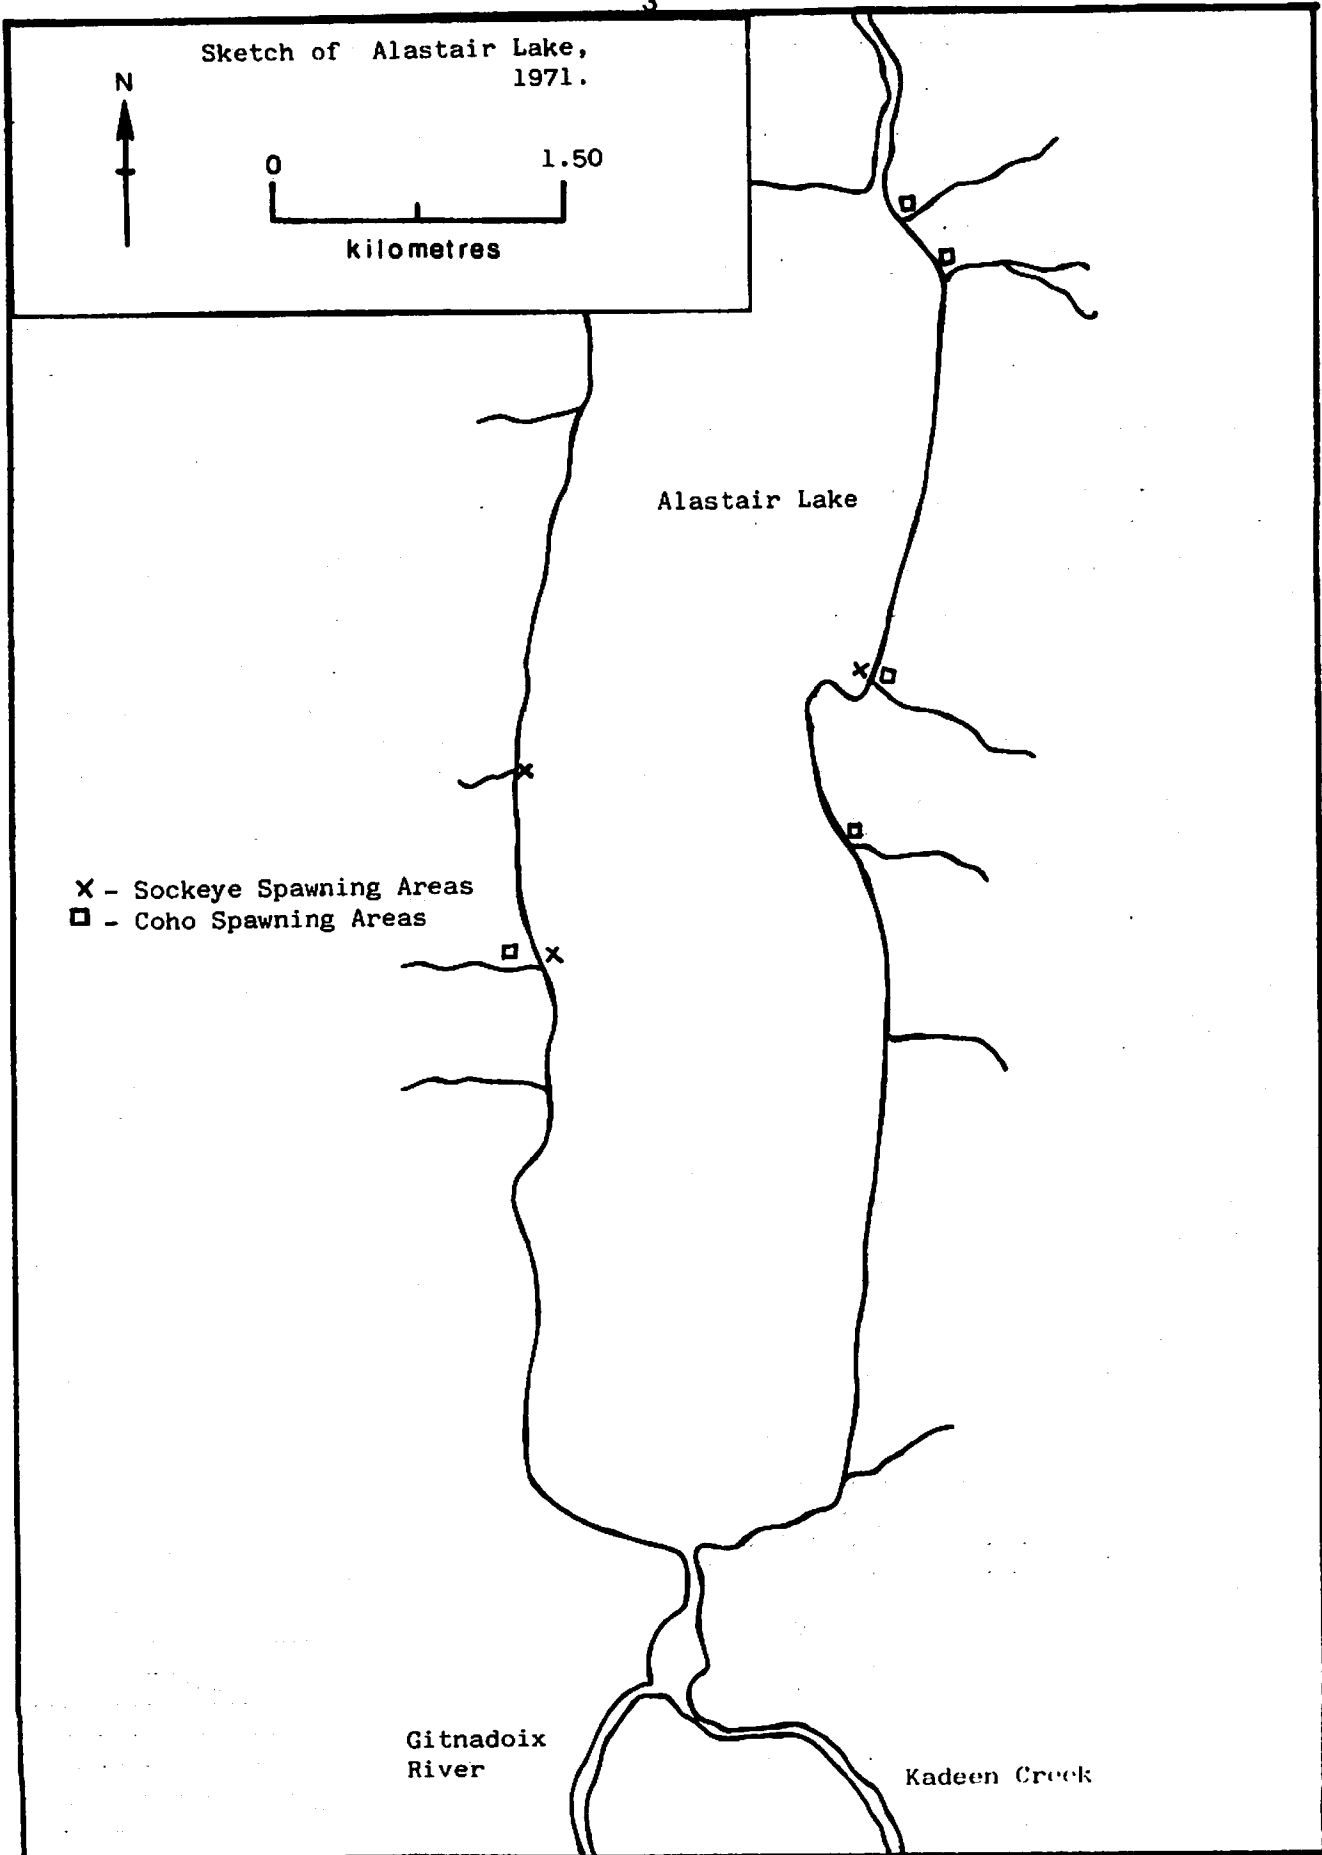 3
Sketch of Alastair Lake,
1971.
N
0 1.50
kilometres
Alastair Lake
X - Sockeye Spawning Areas
□ - Coho Spawning Areas
Gitnadoix
River
Kadeen Creek